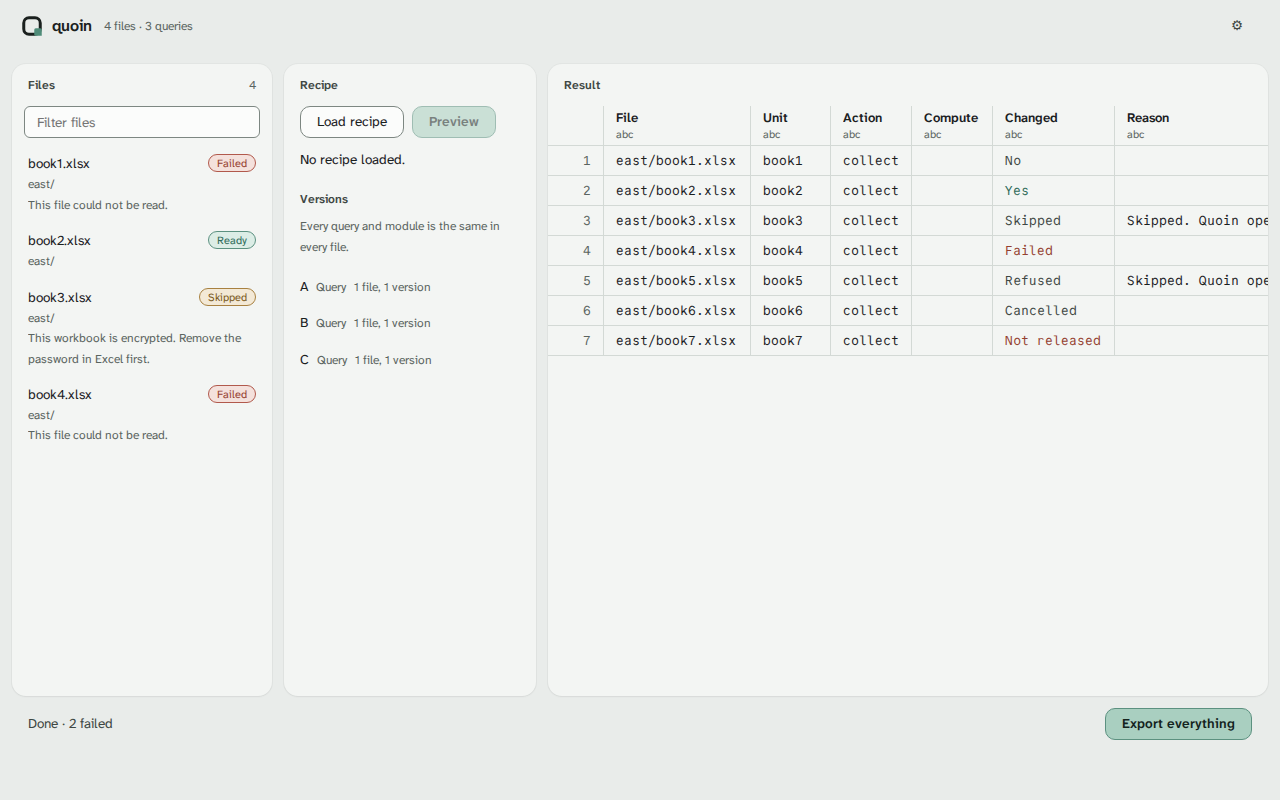 quoin 4 files · 3 queries
⚙
Files 4
Filter files
book1.xlsx Failed
east/
This file could not be read.
book2.xlsx Ready
east/
book3.xlsx Skipped
east/
This workbook is encrypted. Remove the
password in Excel first.
book4.xlsx Failed
east/
This file could not be read.
Recipe
Load recipe Preview
No recipe loaded.
Versions
Every query and module is the same in
every file.
A Query 1 file, 1 version
B Query 1 file, 1 version
C Query 1 file, 1 version
Result
File Unit Action Compute Changed Reason
abc abc abc abc abc abc
1 east/book1.xlsx book1 collect No
2 east/book2.xlsx book2 collect Yes
3 east/book3.xlsx book3 collect Skipped Skipped. Quoin ope
4 east/book4.xlsx book4 collect Failed
5 east/book5.xlsx book5 collect Refused Skipped. Quoin ope
6 east/book6.xlsx book6 collect Cancelled
7 east/book7.xlsx book7 collect Not released
Done · 2 failed
Export everything